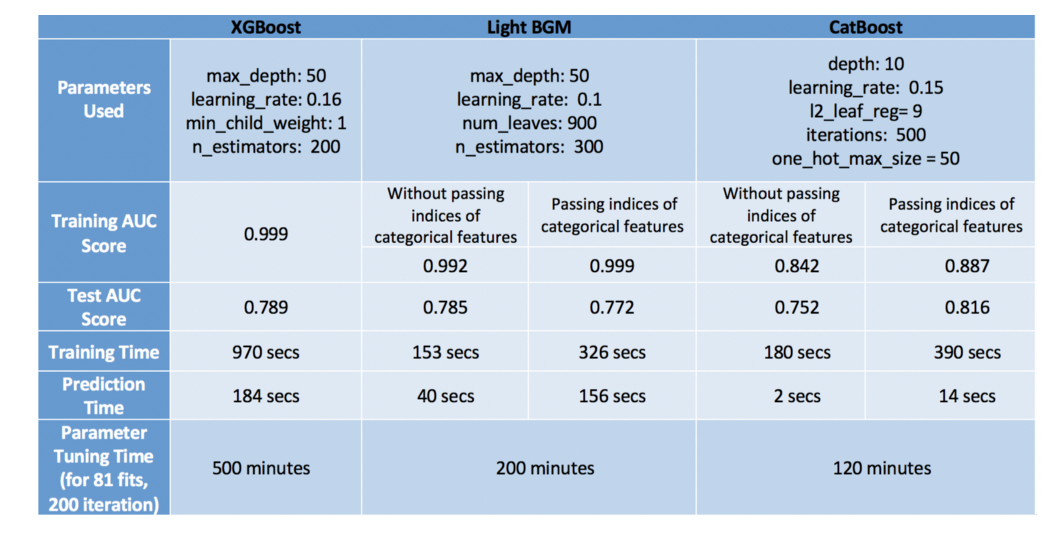 XGBoost
Light BGM
CatBoost
Parameters
Used
max_depth: 50
learning_rate: 0.16
min_child_weight: 1
n_estimators: 200
max_depth: 50
learning_rate: 0.1
num_leaves: 900
n_estimators: 300
depth: 10
learning_rate: 0.15
l2_leaf_reg= 9
iterations: 500
one_hot_max_size = 50
Training AUC
Score
0.999
Without passing
indices of
categorical features
Passing indices of
categorical features
Without passing
indices of
categorical features
Passing indices of
categorical features
0.992
0.999
0.842
0.887
Test AUC
Score
0.789
0.785
0.772
0.752
0.816
Training Time
970 secs
153 secs
326 secs
180 secs
390 secs
Prediction
Time
184 secs
40 secs
156 secs
2 secs
14 secs
Parameter
Tuning Time
(for 81 fits,
200 iteration)
500 minutes
200 minutes
120 minutes